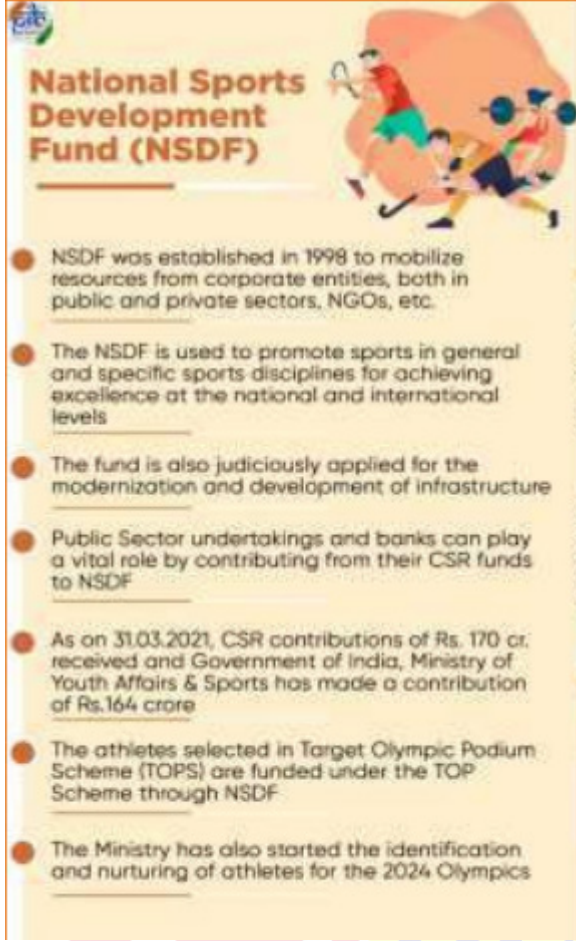 National Sports
Development
Fund (NSDF)
NSDF was established in 1998 to mobilize
resources from corporate entities, both in
public and private sectors, NGOs, etc.
The NSDF is used to promote sports in general
and specific sports disciplines for achieving
excellence at the national and international
levels
The fund is also judiciously applied for the
modernization and development of infrastructure
Public Sector undertakings and banks can play
a vital role by contributing from their CSR funds
to NSDF
As on 31.03.2021, CSR contributions of Rs. 170 cr.
received and Government of India, Ministry of
Youth Affairs & Sports has made a contribution
of Rs.164 crore
The athletes selected in Target Olympic Podium
Scheme (TOPS) are funded under the TOP
Scheme through NSDF
The Ministry has also started the identification
and nurturing of athletes for the 2024 Olympics